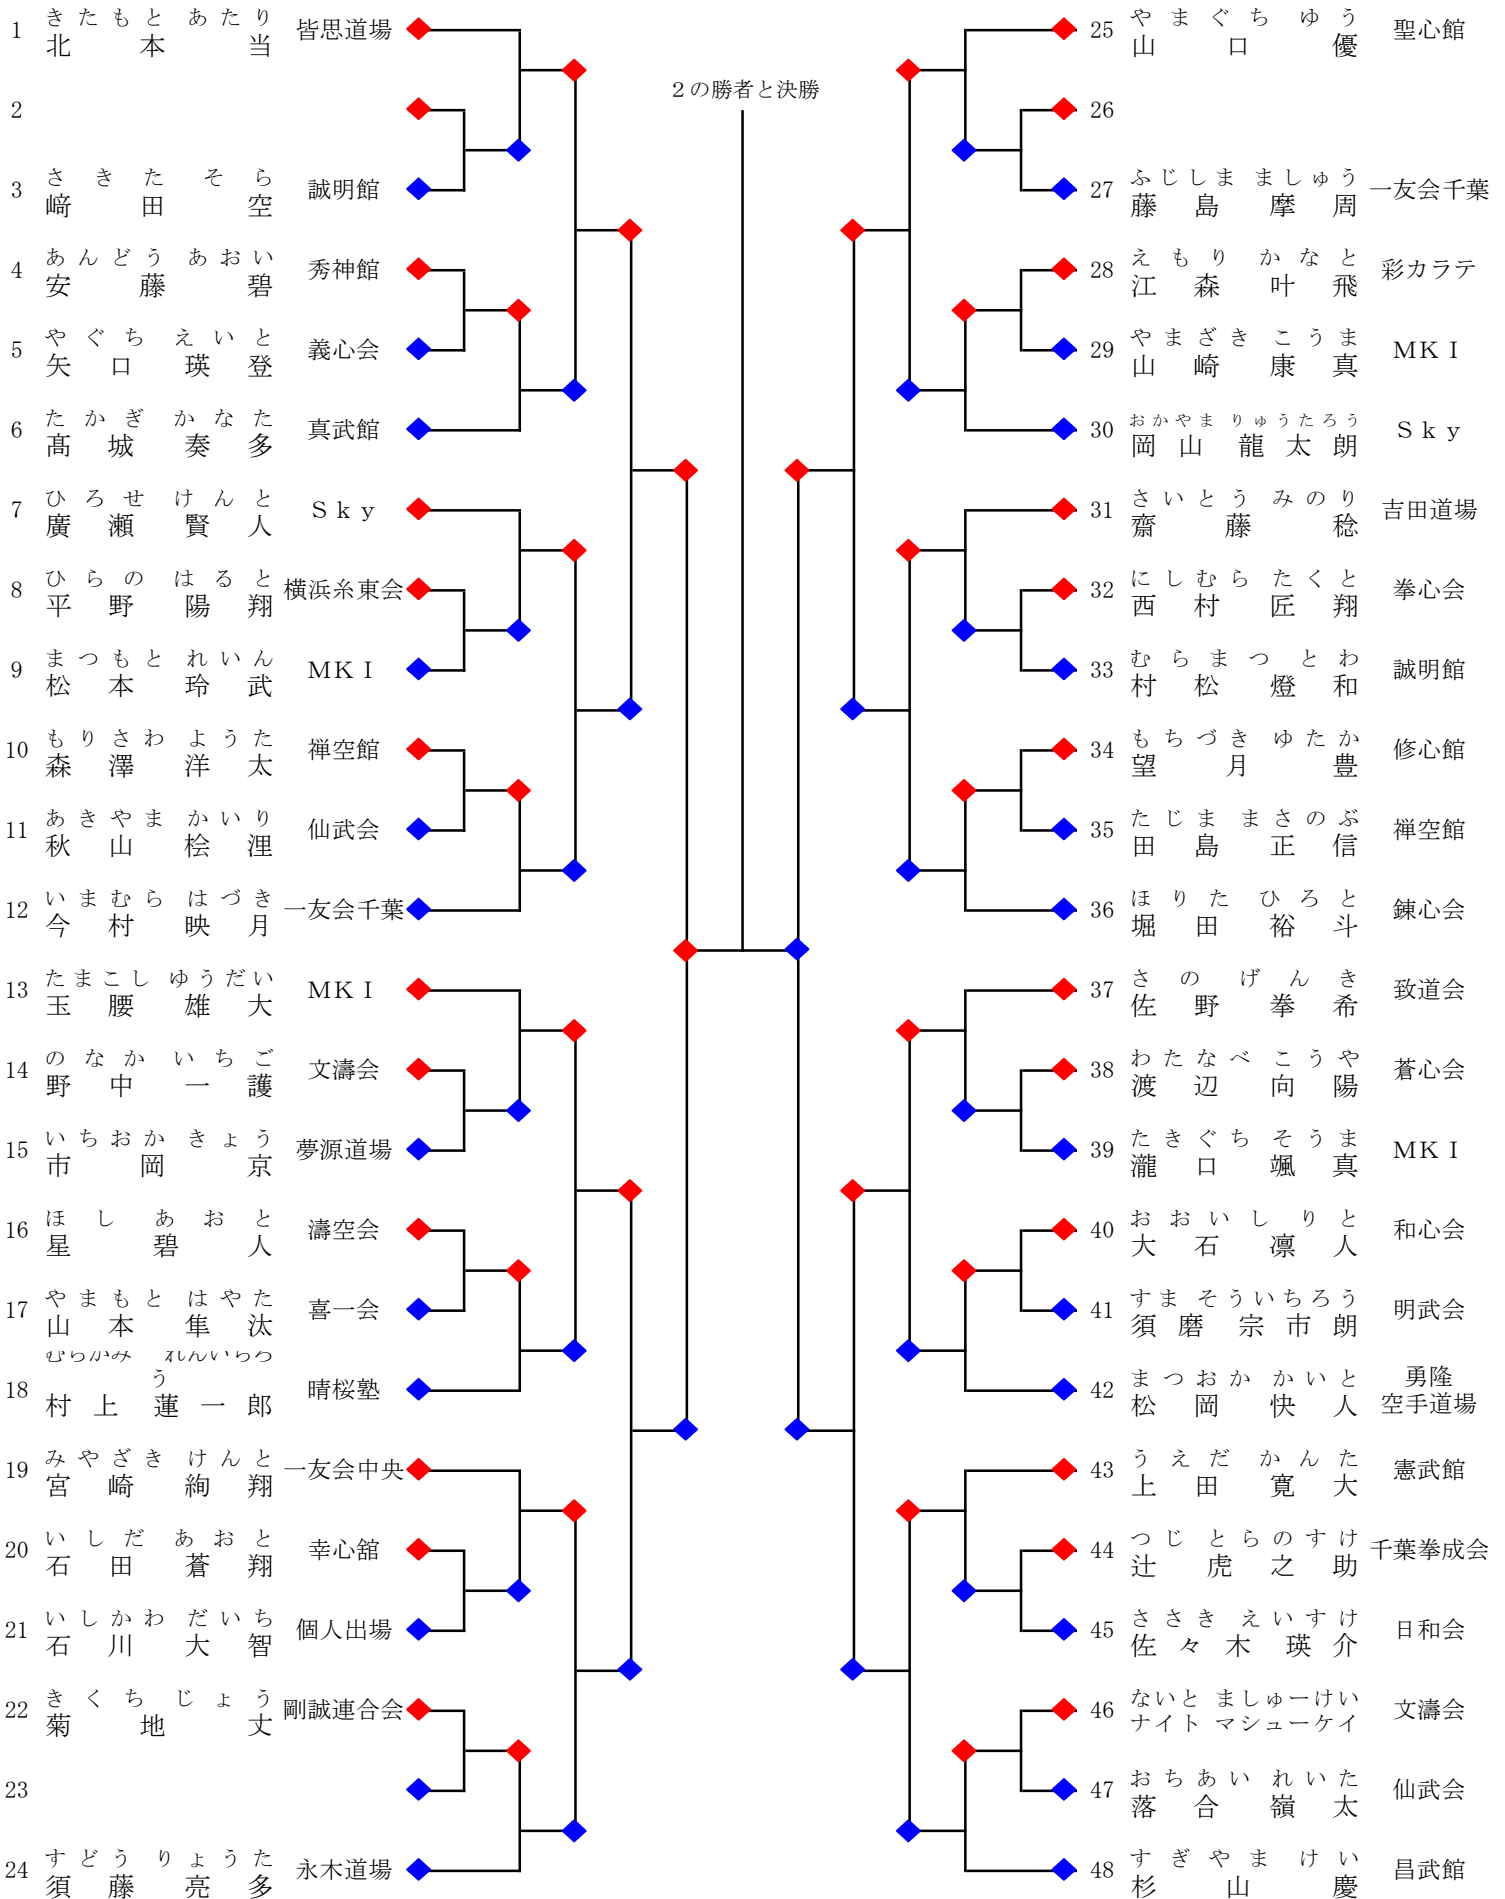 ２の勝者と決勝
きたもと あたり
1 北本当 皆思道場
2
さきた そら
3 﨑田空 誠明館
あんどう あおい
4 安藤碧 秀神館
やぐち えいと
5 矢口瑛登 義心会
たかぎ かなた
6 髙城奏多 真武館
ひろせ けんと
7 廣瀬賢人 Ｓｋｙ
ひらの はると
8 平野陽翔 横浜糸東会
まつもと れいん
9 松本玲武 ＭＫＩ
もりさわ ようた
10 森澤洋太 禅空館
あきやま かいり
11 秋山桧浬 仙武会
いまむら はづき
12 今村映月 一友会千葉
たまこし ゆうだい
13 玉腰雄大 ＭＫＩ
のなか いちご
14 野中一護 文濤会
いちおか きょう
15 市岡京 夢源道場
ほし あおと
16 星碧人 濤空会
やまもと はやた
17 山本隼汰 喜一会
むらかみ れんいちろ
う
18 村上蓮一郎 晴桜塾
みやざき けんと
19 宮崎絢翔 一友会中央
いしだ あおと
20 石田蒼翔 幸心舘
いしかわ だいち
21 石川大智 個人出場
きくち じょう
22 菊地丈 剛誠連合会
23
すどう りょうた
24 須藤亮多 永木道場
やまぐち ゆう
25 山口優 聖心館
26
ふじしま ましゅう
27 藤島摩周 一友会千葉
えもり かなと
28 江森叶飛 彩カラテ
やまざき こうま
29 山崎康真 ＭＫＩ
おかやま りゅうたろう
30 岡山龍太朗 Ｓｋｙ
さいとう みのり
31 齋藤稔 吉田道場
にしむら たくと
32 西村匠翔 拳心会
むらまつ とわ
33 村松燈和 誠明館
もちづき ゆたか
34 望月豊 修心館
たじま まさのぶ
35 田島正信 禅空館
ほりた ひろと
36 堀田裕斗 錬心会
さの げんき
37 佐野拳希 致道会
わたなべ こうや
38 渡辺向陽 蒼心会
たきぐち そうま
39 瀧口颯真 ＭＫＩ
おおいし りと
40 大石凛人 和心会
すま そういちろう
41 須磨宗市朗 明武会
まつおか かいと
42 松岡快人 勇隆
空手道場
うえだ かんた
43 上田寛大 憲武館
つじ とらのすけ
44 辻虎之助 千葉拳成会
ささき えいすけ
45 佐々木瑛介 日和会
ないと ましゅーけい
46 ナイト マシューケイ 文濤会
おちあい れいた
47 落合嶺太 仙武会
すぎやま けい
48 杉山慶 昌武館